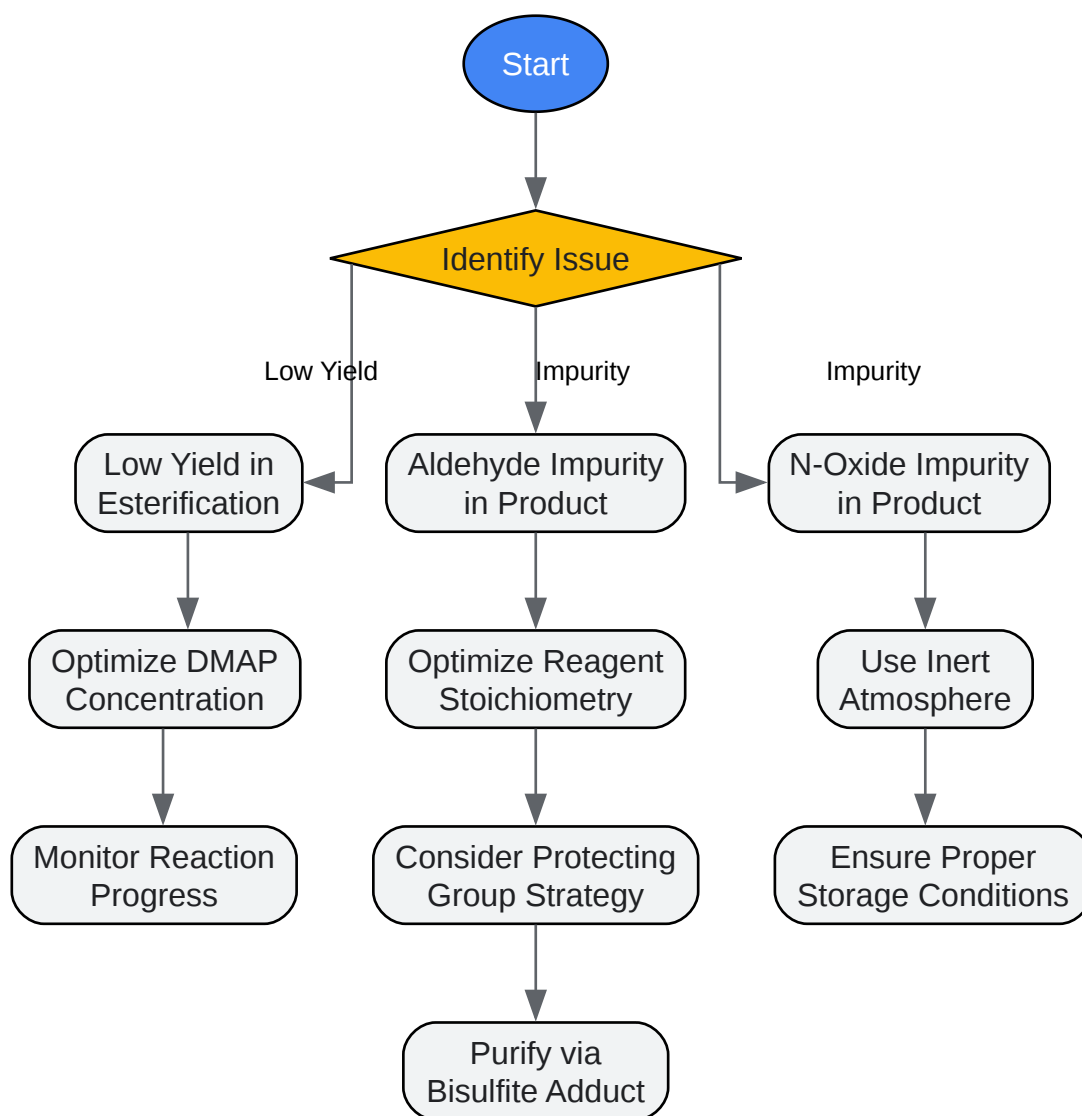 Start
Identify Issue
Low Yield
Impurity
Impurity
Low Yield in
Esterification
Aldehyde Impurity
in Product
N-Oxide Impurity
in Product
Optimize DMAP
Concentration
Optimize Reagent
Stoichiometry
Use Inert
Atmosphere
Monitor Reaction
Progress
Consider Protecting
Group Strategy
Ensure Proper
Storage Conditions
Purify via
Bisulfite Adduct